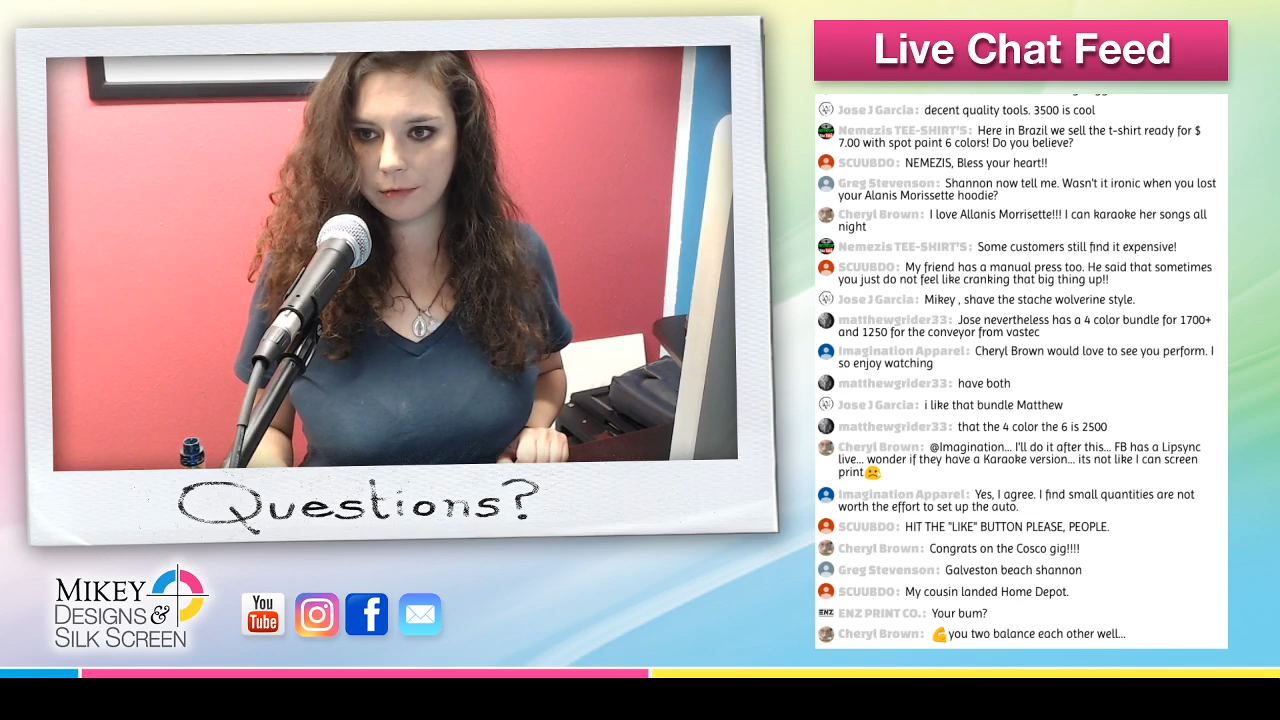 Live Chat Feed
Jose J Garcia: decent quality tools. 3500 is cool
Nemezis TEE-SHIRT'S: Here in Brazil we sell the t-shirt ready for $
7.00 with spot paint 6 colors! Do you believe?
SCUUBDO: NEMEZIS, Bless your heart!!
Greg Stevenson: Shannon now tell me. Wasn't it ironic when you lost
your Alanis Morissette hoodie?
Cheryl Brown: I love Allanis Morrisette!!! I can karaoke her songs all
night
Nemezis TEE-SHIRT'S: Some customers still find it expensive!
SCUUBDO: My friend has a manual press too. He said that sometimes
you just do not feel like cranking that big thing up!!
Jose J Garcia: Mikey , shave the stache wolverine style.
matthewgrider33: Jose nevertheless has a 4 color bundle for 1700+
and 1250 for the conveyor from vastec
Imagination Apparel: Cheryl Brown would love to see you perform. I
so enjoy watching
matthewgrider33: have both
Jose J Garcia: i like that bundle Matthew
matthewgrider33: that the 4 color the 6 is 2500
Cheryl Brown: @Imagination... I'll do it after this... FB has a Lipsync
live... wonder if they have a Karaoke version... its not like I can screen
print☹️
Imagination Apparel: Yes, I agree. I find small quantities are not
worth the effort to set up the auto.
SCUUBDO: HIT THE "LIKE" BUTTON PLEASE, PEOPLE.
Cheryl Brown: Congrats on the Cosco gig!!!!
Greg Stevenson: Galveston beach shannon
SCUUBDO: My cousin landed Home Depot.
ENZ
ENZ PRINT CO.: Your bum?
Cheryl Brown: 💪you two balance each other well...
Questions?
MIKEY
DESIGNS &
SILK SCREEN
You
Tube
f